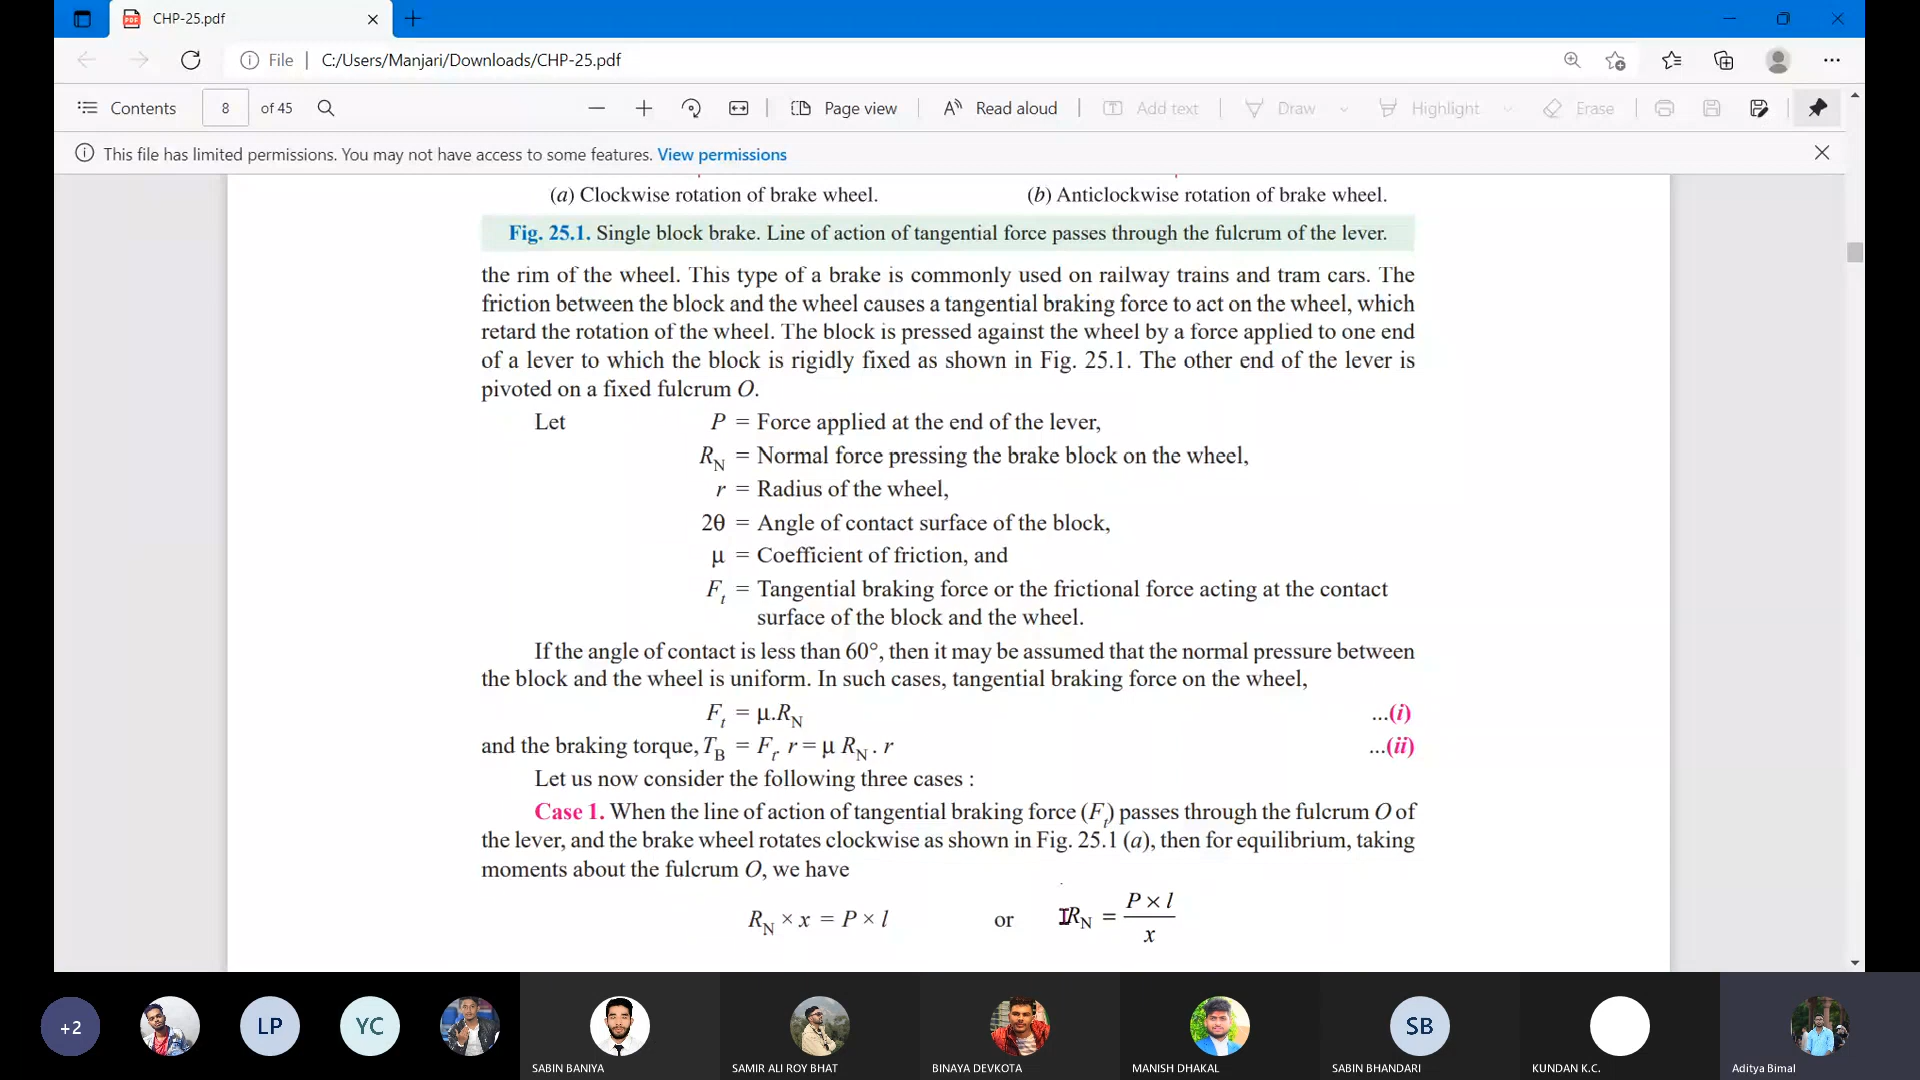 CHP-25.pdf
File | C:/Users/Manjari/Downloads/CHP-25.pdf
Contents 8 of 45 Page view Read aloud Add text Draw Highlight Erase
This file has limited permissions. You may not have access to some features. View permissions
(a) Clockwise rotation of brake wheel. (b) Anticlockwise rotation of brake wheel.
Fig. 25.1. Single block brake. Line of action of tangential force passes through the fulcrum of the lever.
the rim of the wheel. This type of a brake is commonly used on railway trains and tram cars. The
friction between the block and the wheel causes a tangential braking force to act on the wheel, which
retard the rotation of the wheel. The block is pressed against the wheel by a force applied to one end
of a lever to which the block is rigidly fixed as shown in Fig. 25.1. The other end of the lever is
pivoted on a fixed fulcrum O.
Let P = Force applied at the end of the lever,
R_N = Normal force pressing the brake block on the wheel,
r = Radius of the wheel,
2θ = Angle of contact surface of the block,
μ = Coefficient of friction, and
F_t = Tangential braking force or the frictional force acting at the contact
surface of the block and the wheel.
If the angle of contact is less than 60°, then it may be assumed that the normal pressure between
the block and the wheel is uniform. In such cases, tangential braking force on the wheel,
F_t = μ.R_N ...(i)
and the braking torque, T_B = F_t. r = μ R_N . r ...(ii)
Let us now consider the following three cases :
Case 1. When the line of action of tangential braking force (F_t) passes through the fulcrum O of
the lever, and the brake wheel rotates clockwise as shown in Fig. 25.1 (a), then for equilibrium, taking
moments about the fulcrum O, we have
R_N × x = P × l or R_N = P × l / x
+2 LP YC SB
SABIN BANIYA SAMIR ALI ROY BHAT BINAYA DEVKOTA MANISH DHAKAL SABIN BHANDARI KUNDAN K.C. Aditya Bimal